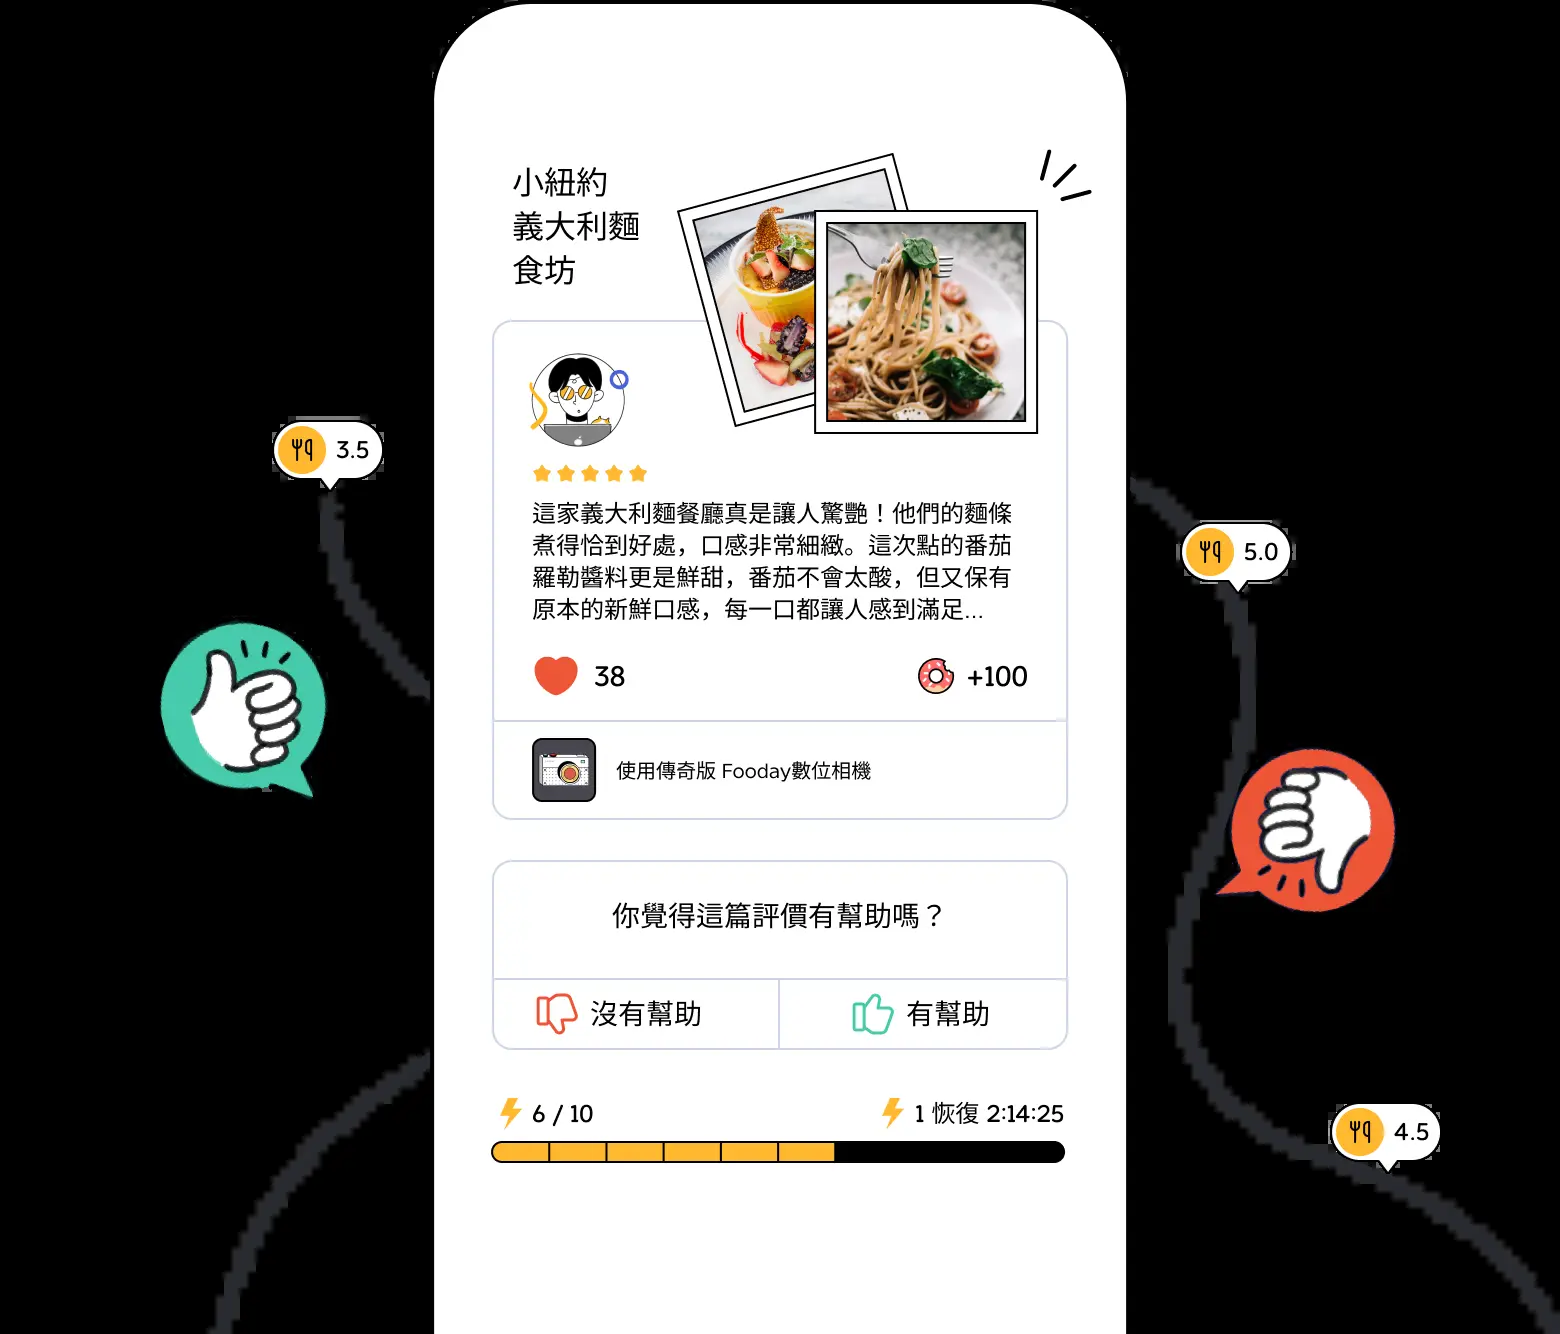 小紐約
義大利麵
食坊
3.5
這家義大利麵餐廳真是讓人驚艷！他們的麵條
煮得恰到好處，口感非常細緻。這次點的番茄
羅勒醬料更是鮮甜，番茄不會太酸，但又保有
原本的新鮮口感，每一口都讓人感到滿足...
5.0
38
+100
使用傳奇版 Fooday數位相機
你覺得這篇評價有幫助嗎？
沒有幫助
有幫助
6 / 10
1 恢復 2:14:25
4.5